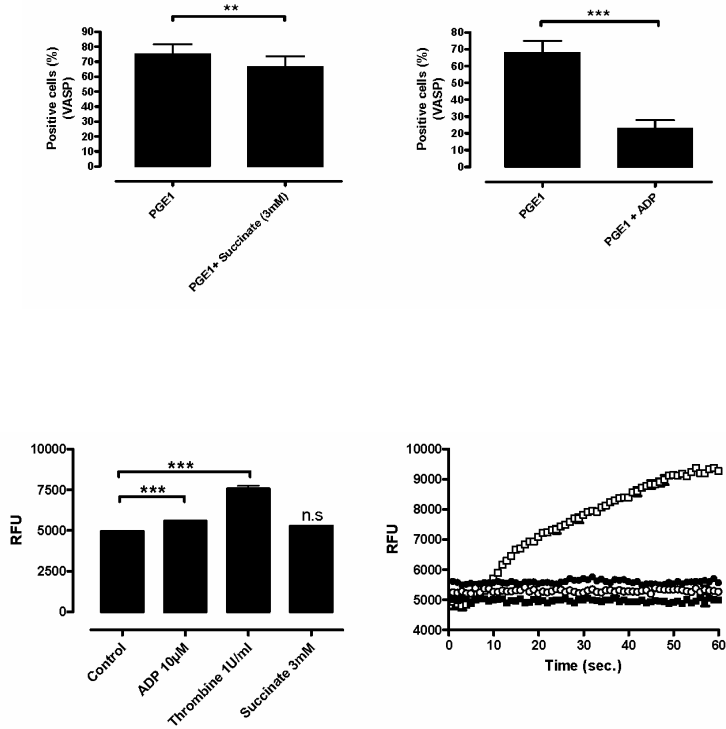 **
90
80
70
60
50
40
30
20
10
0
Positive cells (%)
(VASP)
PGE1
PGE1+ Succinate (3mM)
***
80
70
60
50
40
30
20
10
0
Positive cells (%)
(VASP)
PGE1
PGE1 + ADP
10000
7500
5000
2500
0
RFU
***
***
n.s
Control
ADP 10µM
Thrombine 1U/ml
Succinate 3mM
10000
9000
8000
7000
6000
5000
4000
RFU
0 10 20 30 40 50 60
Time (sec.)